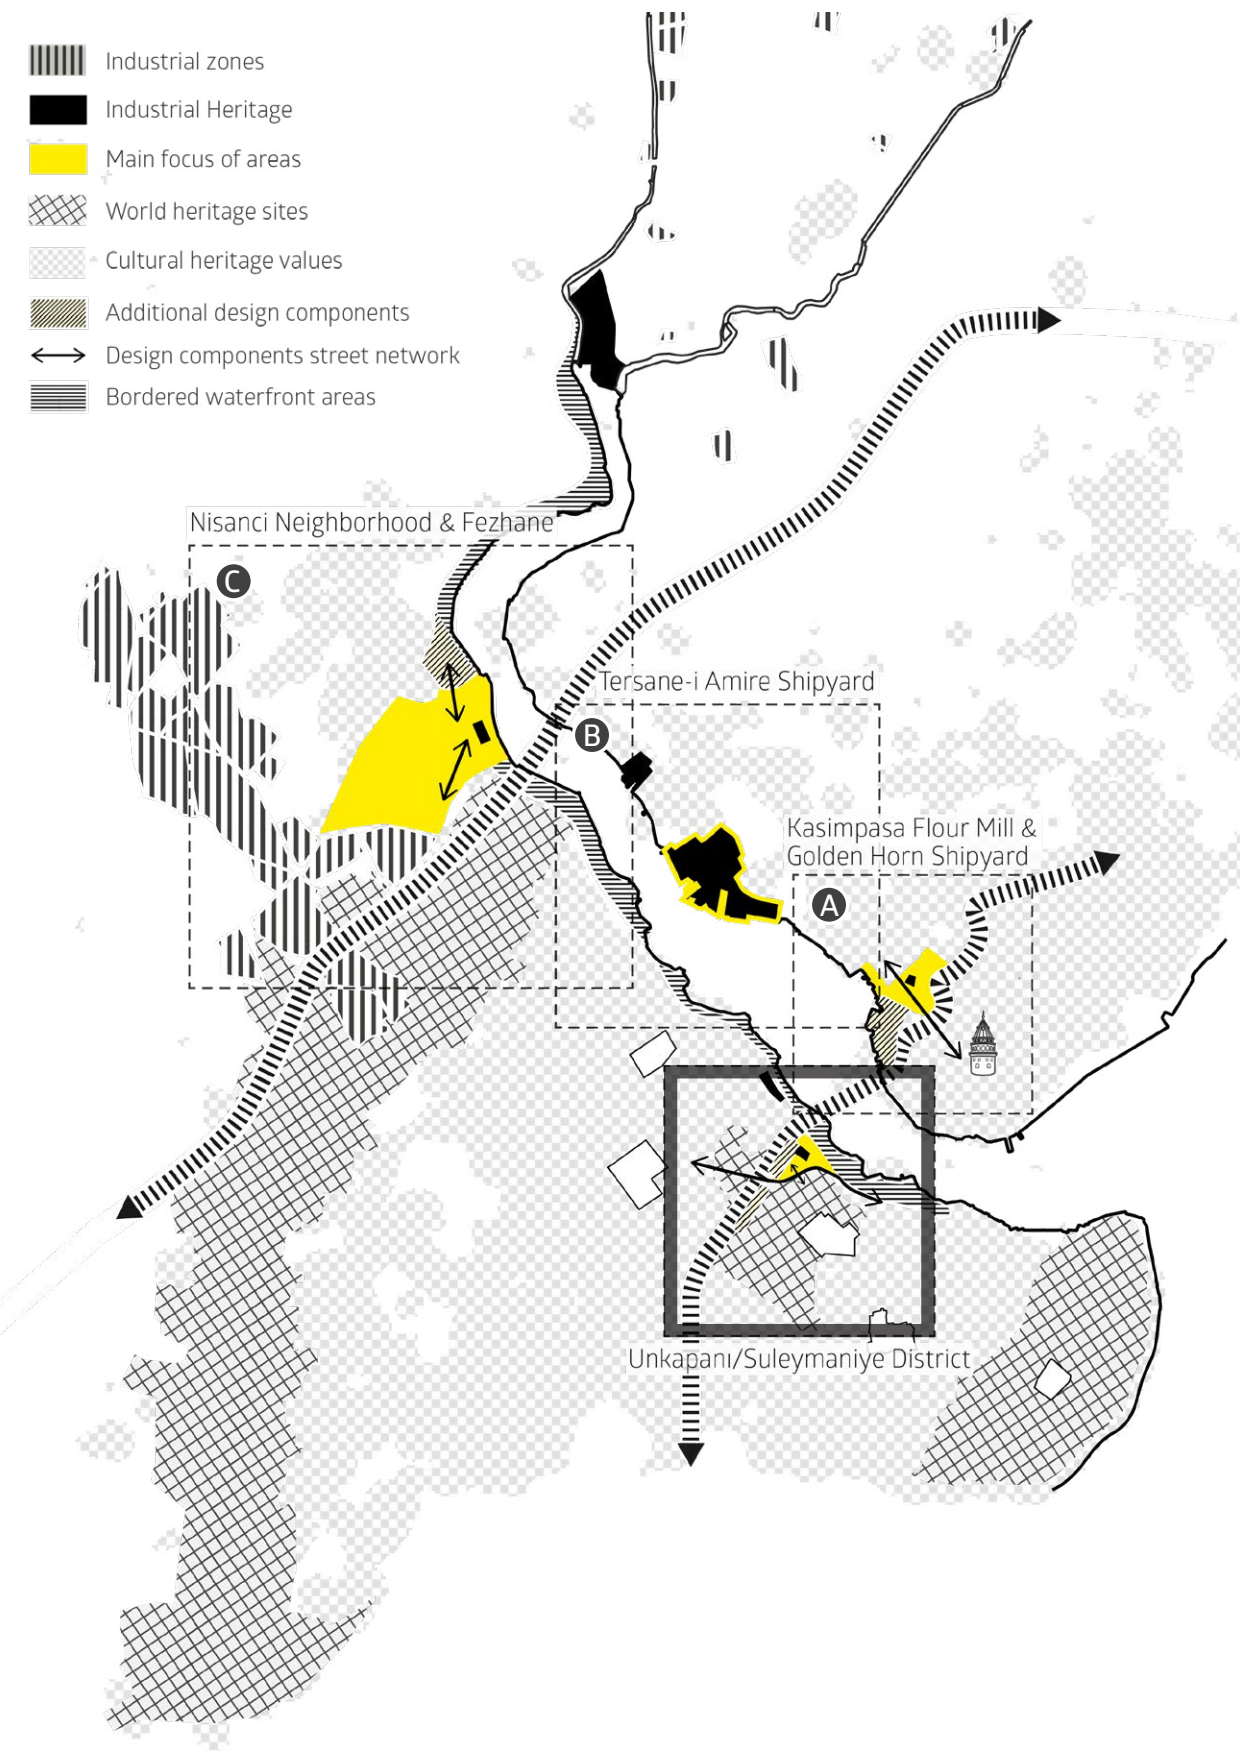 Industrial zones
Industrial Heritage
Main focus of areas
World heritage sites
Cultural heritage values
Additional design components
Design components street network
Bordered waterfront areas
Nisanci Neighborhood & Fezhane
C
Tersane-i Amire Shipyard
B
Kasimpasa Flour Mill &
Golden Horn Shipyard
A
Unkapanı/Suleymaniye District